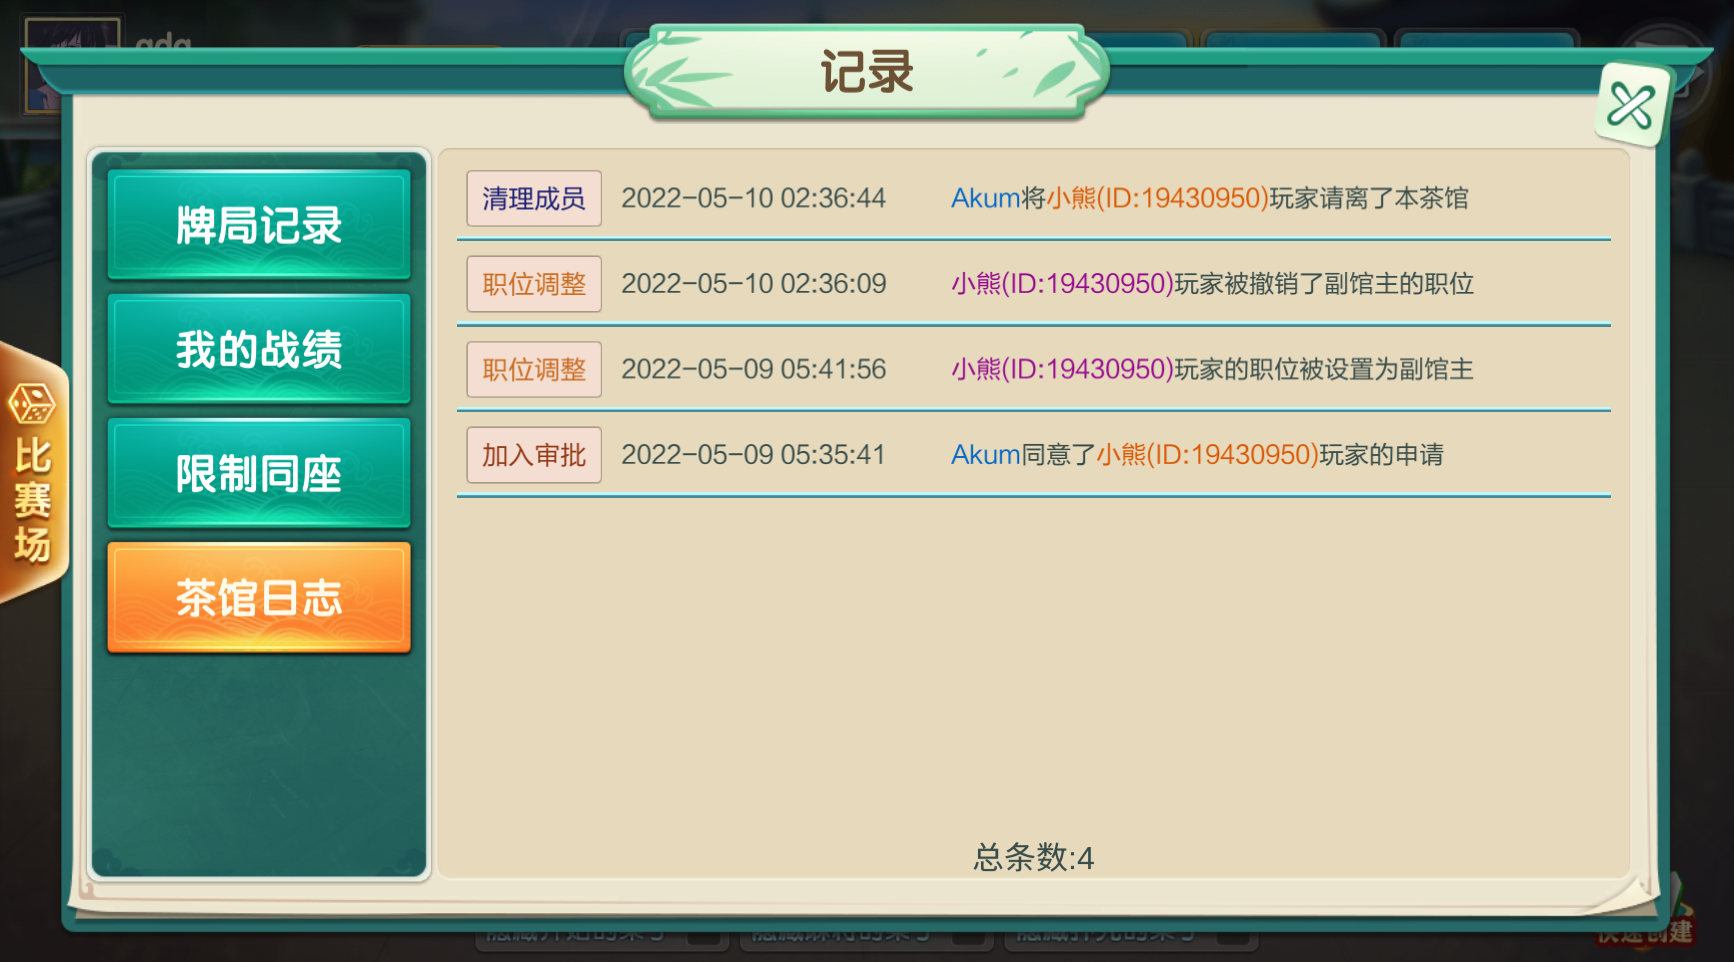 记录
牌局记录
我的战绩
限制同座
茶馆日志
比赛场
清理成员 2022-05-10 02:36:44 Akum将小熊(ID:19430950)玩家请离了本茶馆
职位调整 2022-05-10 02:36:09 小熊(ID:19430950)玩家被撤销了副馆主的职位
职位调整 2022-05-09 05:41:56 小熊(ID:19430950)玩家的职位被设置为副馆主
加入审批 2022-05-09 05:35:41 Akum同意了小熊(ID:19430950)玩家的申请
总条数:4
快速创建